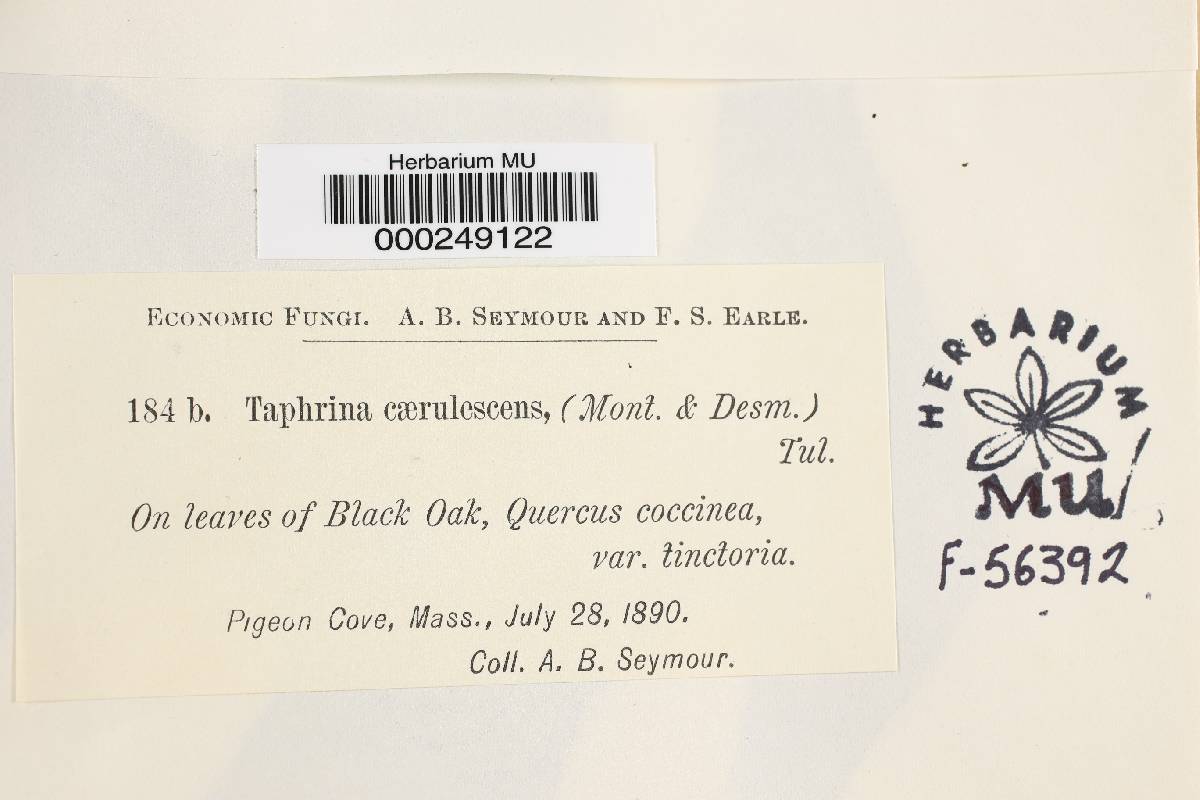 Herbarium MU
000249122
Economic Fungi. A. B. Seymour and F. S. Earle.
184 b. Taphrina cærulescens, (Mont. & Desm.)
Tul.
On leaves of Black Oak, Quercus coccinea,
var. tinctoria.
Pigeon Cove, Mass., July 28, 1890.
Coll. A. B. Seymour.
HERBARIUM
MU
F-56392